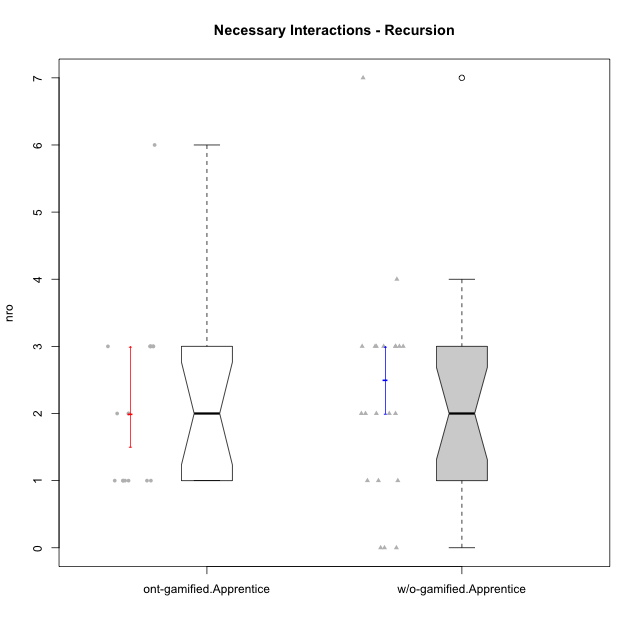 Necessary Interactions - Recursion
7
6
5
4
3
2
1
0
nro
ont-gamified.Apprentice
w/o-gamified.Apprentice